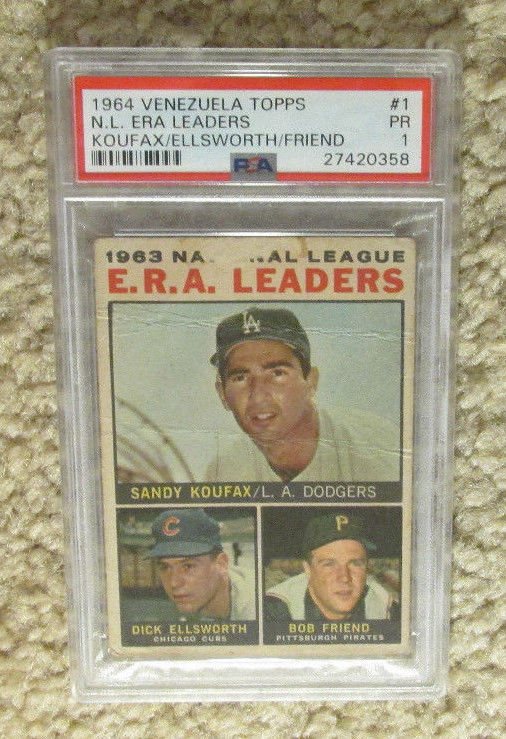 1964 VENEZUELA TOPPS #1
N.L. ERA LEADERS PR
KOUFAX/ELLSWORTH/FRIEND 1
PSA 27420358
1963 NA NAL LEAGUE
E.R.A. LEADERS
LA
SANDY KOUFAX/L. A. DODGERS
C P
DICK ELLSWORTH BOB FRIEND
CHICAGO CUBS PITTSBURGH PIRATES